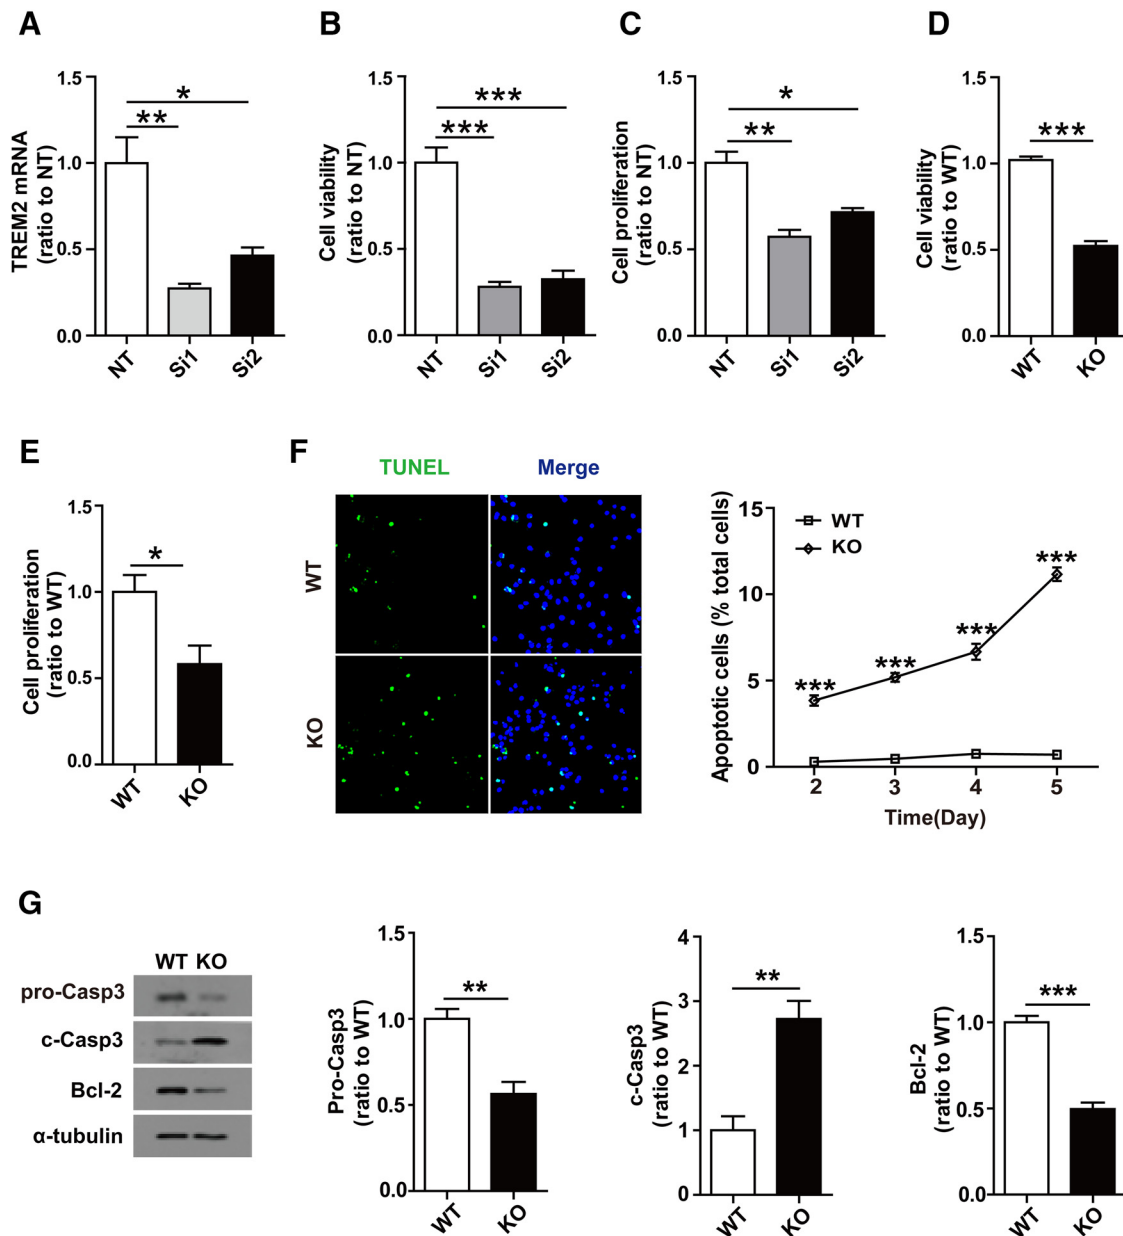 A
B
C
D
TREM2 mRNA
(ratio to NT)
1.5
1.0
0.5
0.0
*
**
NT
Si1
Si2
Cell viability
(ratio to NT)
1.5
1.0
0.5
0.0
***
***
NT
Si1
Si2
Cell proliferation
(ratio to NT)
1.5
1.0
0.5
0.0
*
**
NT
Si1
Si2
Cell viability
(ratio to WT)
1.5
1.0
0.5
0.0
***
WT
KO
E
Cell proliferation
(ratio to WT)
1.5
1.0
0.5
0.0
*
WT
KO
F
TUNEL
Merge
WT
KO
Apoptotic cells (% total cells)
15
10
5
0
WT
KO
***
***
***
***
2
3
4
5
Time(Day)
G
WT KO
pro-Casp3
c-Casp3
Bcl-2
α-tubulin
Pro-Casp3
(ratio to WT)
1.5
1.0
0.5
0.0
**
WT
KO
c-Casp3
(ratio to WT)
4
3
2
1
0
**
WT
KO
Bcl-2
(ratio to WT)
1.5
1.0
0.5
0.0
***
WT
KO